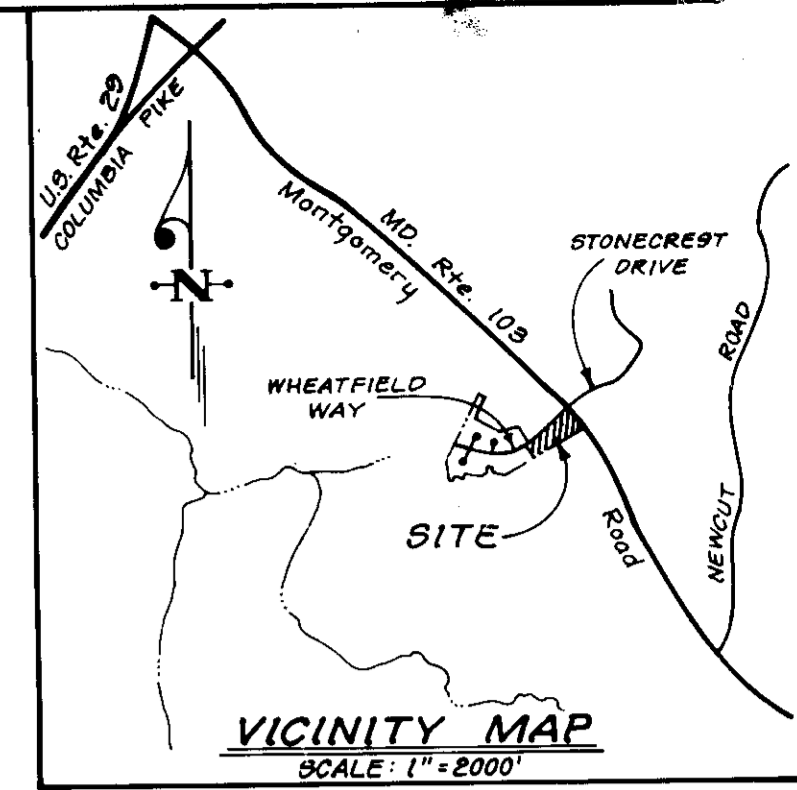 U.S. Rte. 29
COLUMBIA PIKE
N
MD. Rte. 103
Montgomery
Road
STONECREST
DRIVE
WHEATFIELD
WAY
SITE
NEWCUT ROAD
VICINITY MAP
SCALE: 1"=2000'